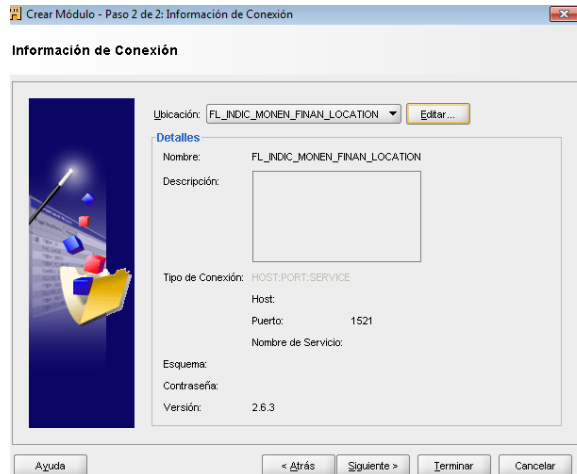 Crear Módulo - Paso 2 de 2: Información de Conexión
Información de Conexión
Ubicación: FL_INDIC_MONEN_FINAN_LOCATION Editar...
Detalles
Nombre: FL_INDIC_MONEN_FINAN_LOCATION
Descripción:
Tipo de Conexión: HOST:PORT:SERVICE
Host:
Puerto: 1521
Nombre de Servicio:
Esquema:
Contraseña:
Versión: 2.6.3
Ayuda < Atrás Siguiente > Terminar Cancelar